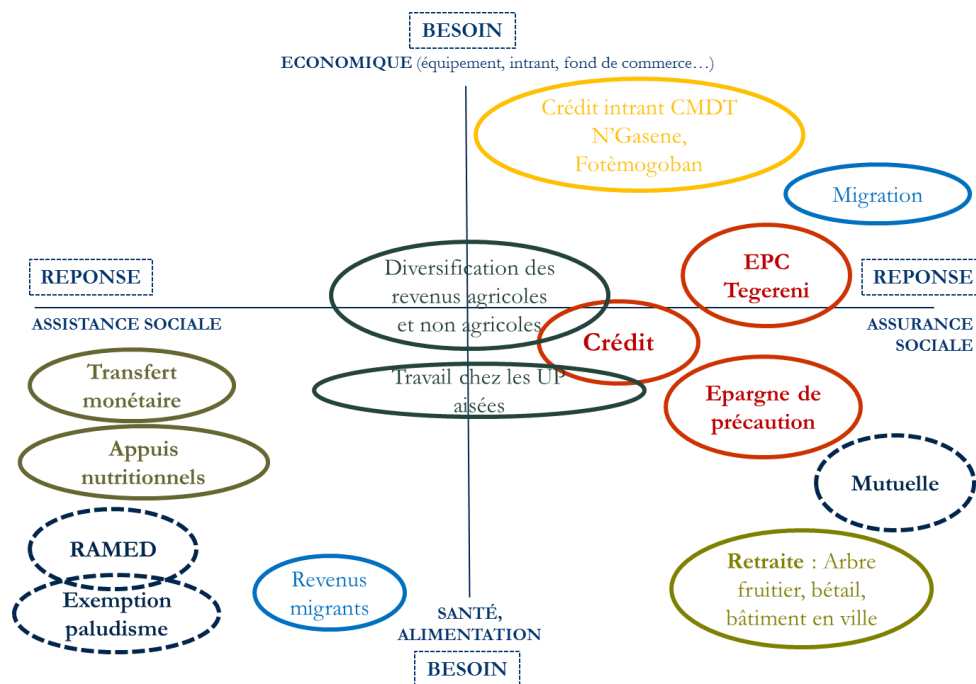 BESOIN
ECONOMIQUE (équipement, intrant, fond de commerce…)
Crédit intrant CMDT
N'Gasene,
Fotèmogoban
Migration
EPC
Tegereni
REPONSE
REPONSE
Diversification des
revenus agricoles
et non agricoles
ASSISTANCE SOCIALE
ASSURANCE
SOCIALE
Crédit
Transfert
monétaire
Travail chez les UP
aisées
Epargne de
précaution
Appuis
nutritionnels
Mutuelle
RAMED
Exemption
paludisme
Revenus
migrants
Retraite : Arbre
fruitier, bétail,
bâtiment en ville
SANTÉ,
ALIMENTATION
BESOIN